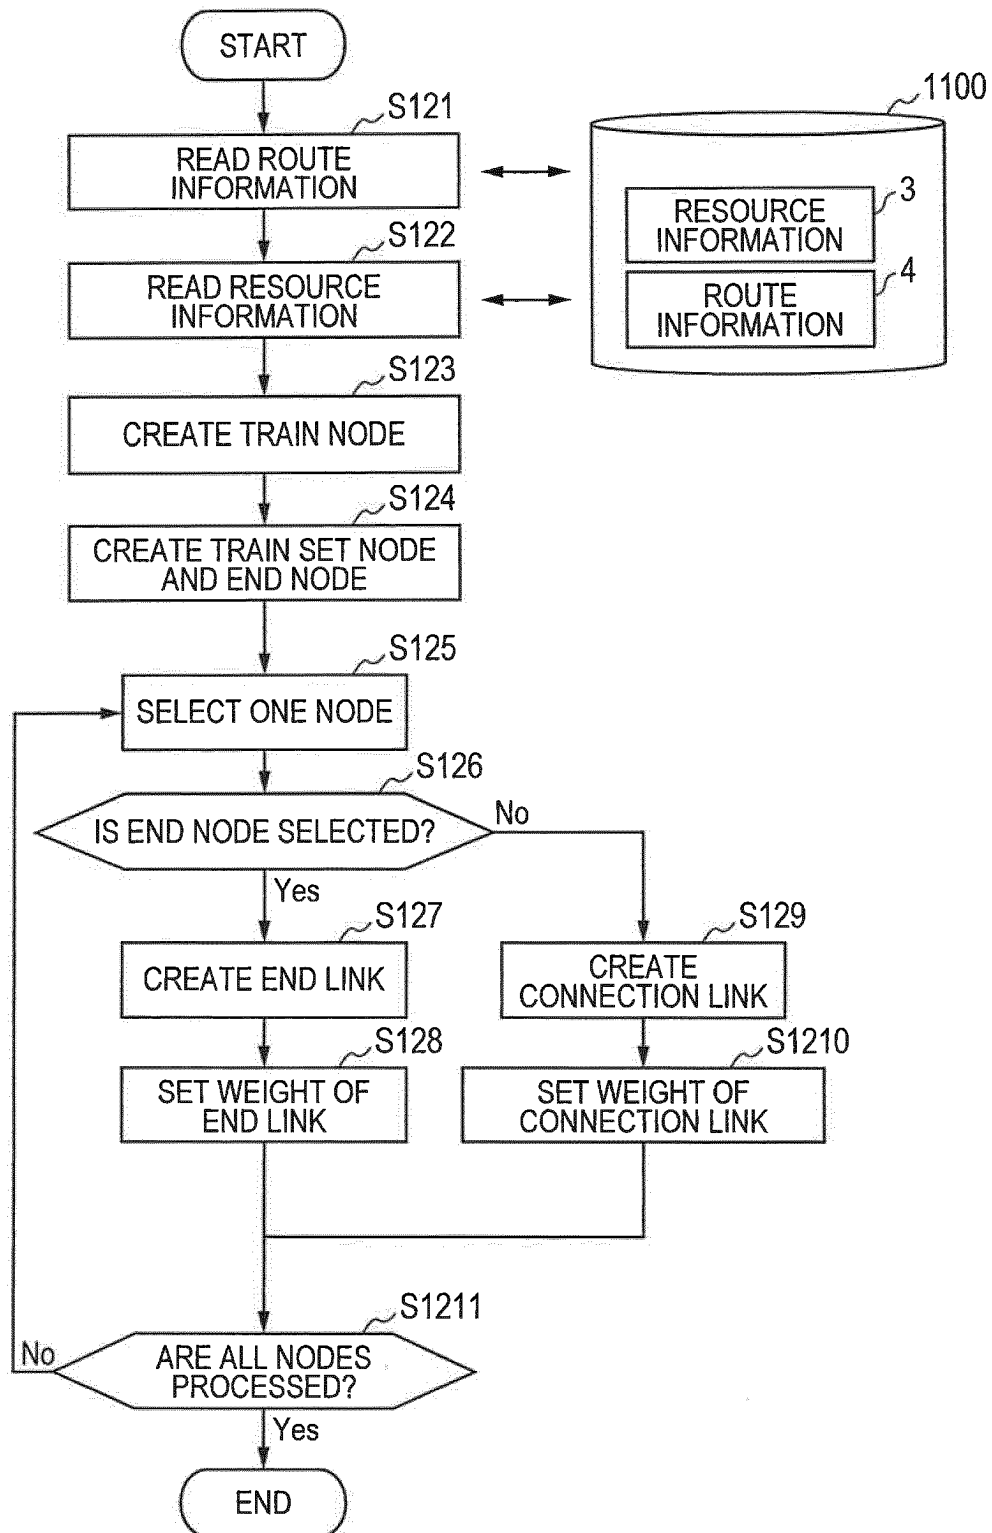 START
S121
READ ROUTE
INFORMATION
1100
3
RESOURCE
INFORMATION
4
ROUTE
INFORMATION
S122
READ RESOURCE
INFORMATION
S123
CREATE TRAIN NODE
S124
CREATE TRAIN SET NODE
AND END NODE
S125
SELECT ONE NODE
S126
IS END NODE SELECTED?
No
Yes
S127
CREATE END LINK
S128
SET WEIGHT OF
END LINK
S129
CREATE
CONNECTION LINK
S1210
SET WEIGHT OF
CONNECTION LINK
S1211
ARE ALL NODES
PROCESSED?
No
Yes
END